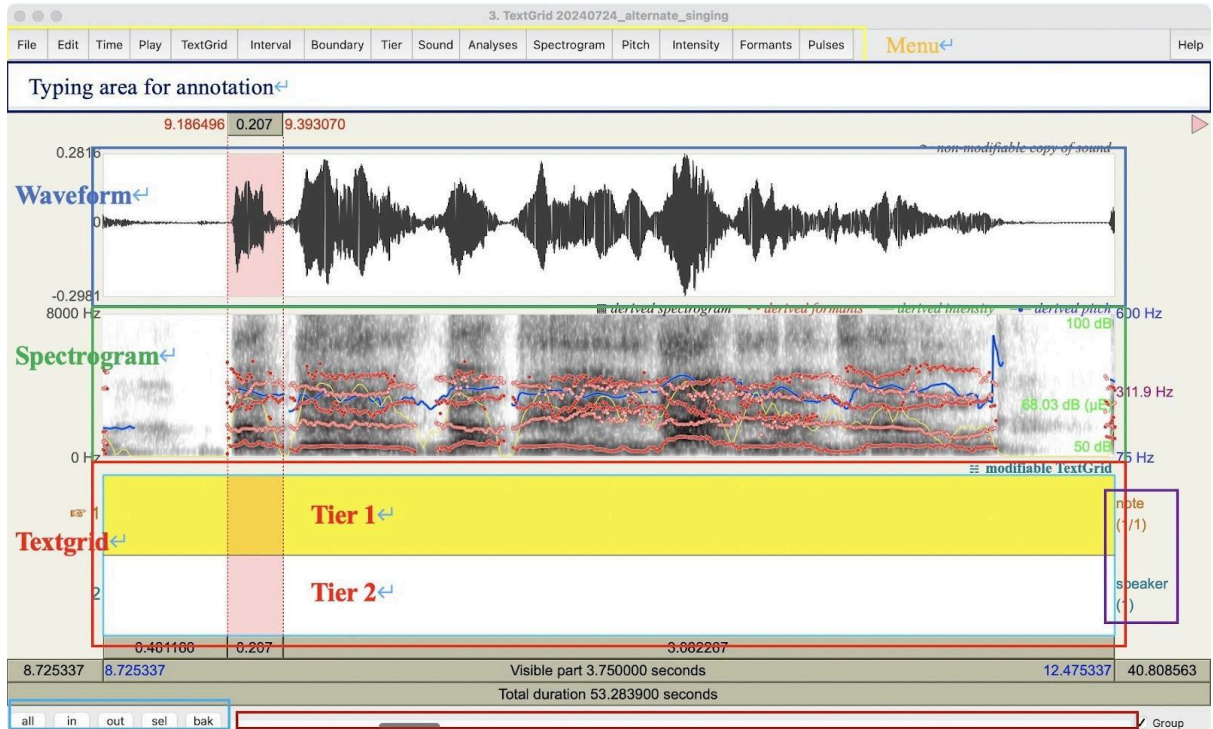 3. TextGrid 20240724_alternate_singing
File Edit Time Play TextGrid Interval Boundary Tier Sound Analyses Spectrogram Pitch Intensity Formants Pulses Menu↵ Help
Typing area for annotation↵
9.186496 0.207 9.393070
non-modifiable copy of sound
0.2816
Waveform↵
0
-0.2981
derived spectrogram derived formants derived intensity derived pitch
8000 Hz 600 Hz
100 dB
Spectrogram↵
311.9 Hz
68.03 dB (µE)
50 dB
0 Hz 75 Hz
modifiable TextGrid
1 Tier 1↵ note
(1/1)
Textgrid↵
2 Tier 2↵ speaker
(1)
0.461160 0.207 3.082267
8.725337 8.725337 Visible part 3.750000 seconds 12.475337 40.808563
Total duration 53.283900 seconds
all in out sel bak Group